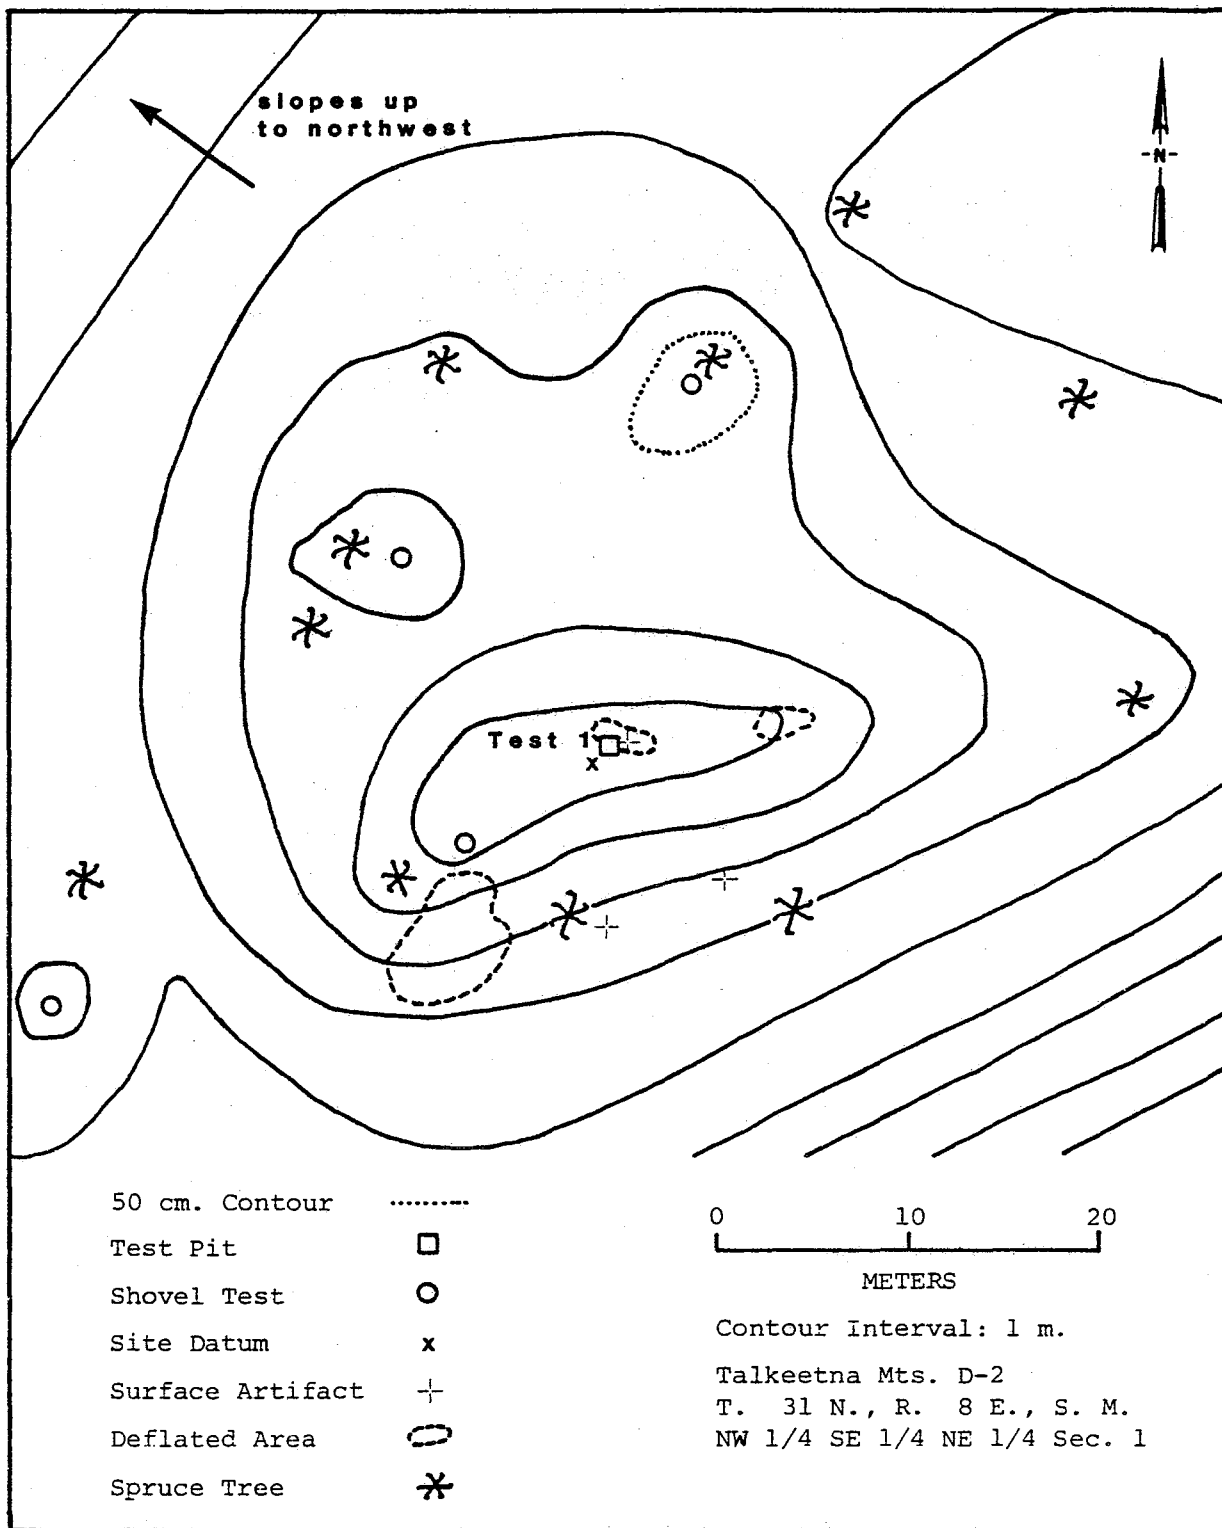 slopes up
to northwest
-N-
Test 1
x
50 cm. Contour
Test Pit
Shovel Test
Site Datum x
Surface Artifact
Deflated Area
Spruce Tree
0 10 20
METERS
Contour Interval: 1 m.
Talkeetna Mts. D-2
T. 31 N., R. 8 E., S. M.
NW 1/4 SE 1/4 NE 1/4 Sec. 1